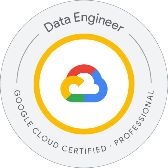 Data Engineer
GOOGLE CLOUD CERTIFIED · PROFESSIONAL